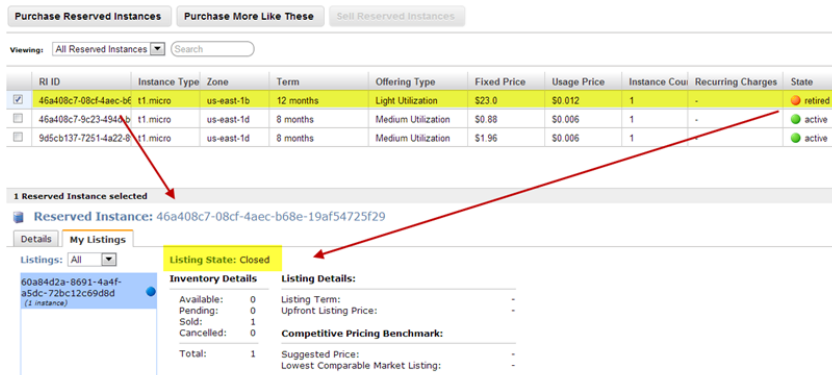 Purchase Reserved Instances Purchase More Like These Sell Reserved Instances
Viewing: All Reserved Instances Search
RI ID Instance Type Zone Term Offering Type Fixed Price Usage Price Instance Cou Recurring Charges State
46a408c7-08cf-4aec-b6 t1.micro us-east-1b 12 months Light Utilization $23.0 $0.012 1 - retired
46a408c7-9c23-494d-b t1.micro us-east-1d 8 months Medium Utilization $0.88 $0.006 1 - active
9d5cb137-7251-4a22-8 t1.micro us-east-1d 8 months Medium Utilization $1.96 $0.006 1 - active
1 Reserved Instance selected
Reserved Instance: 46a408c7-08cf-4aec-b68e-19af54725f29
Details My Listings
Listings: All
60a84d2a-8691-4a4f-
a5dc-72bc12c69d8d
(1 instance)
Listing State: Closed
Inventory Details
Available: 0
Pending: 0
Sold: 1
Cancelled: 0
Total: 1
Listing Details:
Listing Term: -
Upfront Listing Price: -
Competitive Pricing Benchmark:
Suggested Price: -
Lowest Comparable Market Listing: -